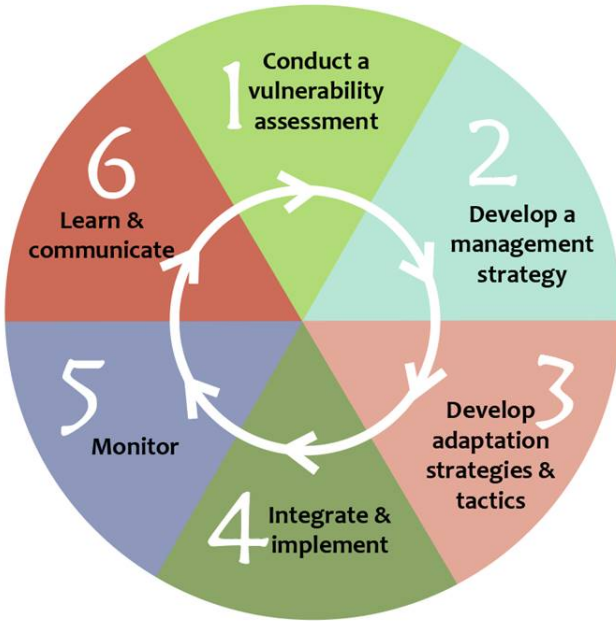 1
Conduct a
vulnerability
assessment
2
Develop a
management
strategy
3
Develop
adaptation
strategies &
tactics
4
Integrate &
implement
5
Monitor
6
Learn &
communicate